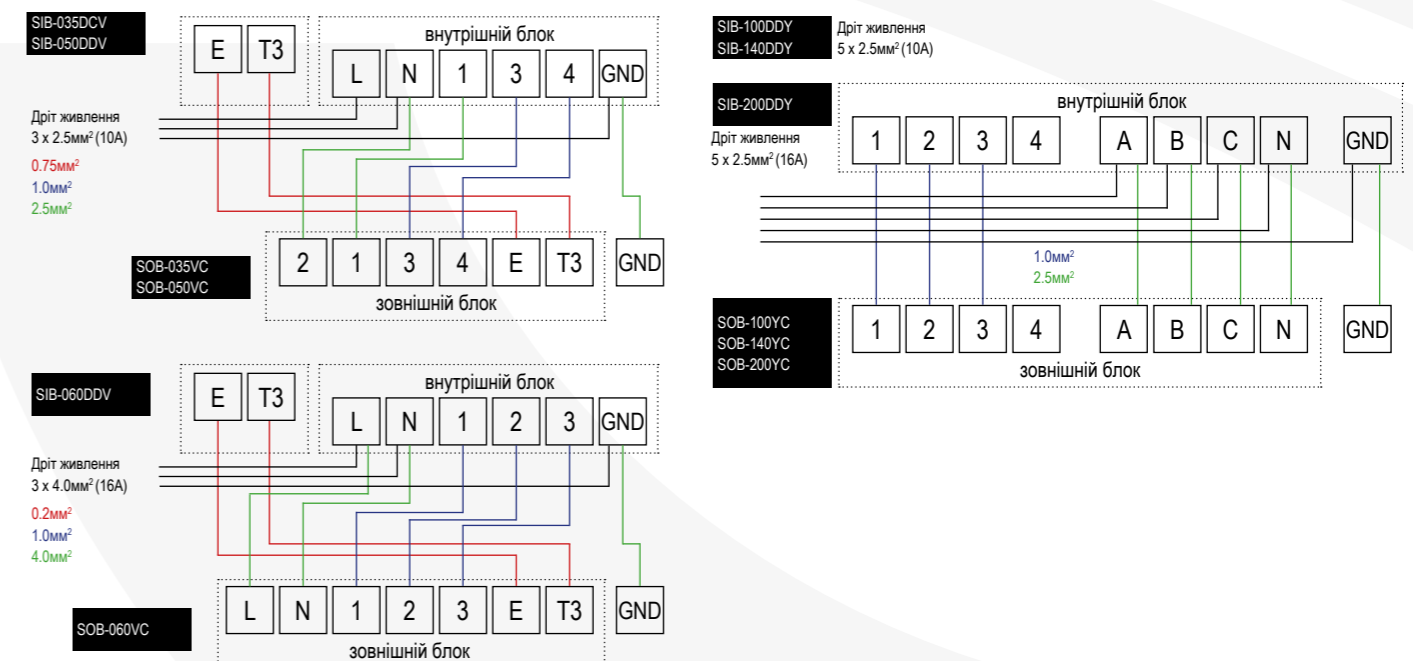 SIB-035DCV
SIB-050DDV
E T3
внутрішній блок
L N 1 3 4 GND
Дріт живлення
3 x 2.5мм² (10A)
0.75мм²
1.0мм²
2.5мм²
SOB-035VC
SOB-050VC
2 1 3 4 E T3 GND
зовнішній блок
SIB-060DDV
E T3
внутрішній блок
L N 1 2 3 GND
Дріт живлення
3 x 4.0мм² (16A)
0.2мм²
1.0мм²
4.0мм²
SOB-060VC
L N 1 2 3 E T3 GND
зовнішній блок
SIB-100DDY
SIB-140DDY
Дріт живлення
5 x 2.5мм² (10A)
SIB-200DDY
Дріт живлення
5 x 2.5мм² (16A)
внутрішній блок
1 2 3 4 A B C N GND
1.0мм²
2.5мм²
SOB-100YC
SOB-140YC
SOB-200YC
1 2 3 4 A B C N GND
зовнішній блок